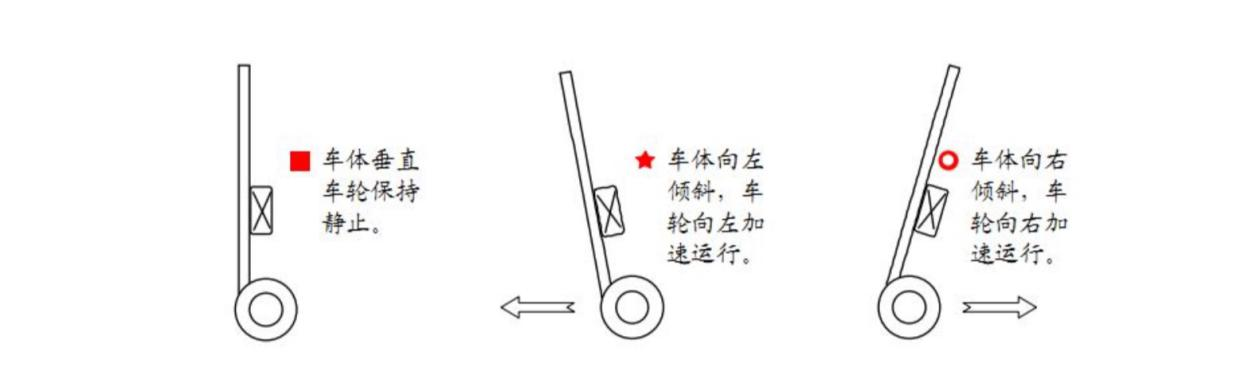 车体垂直
车轮保持
静止。
车体向左
倾斜，车
轮向左加
速运行。
车体向右
倾斜，车
轮向右加
速运行。